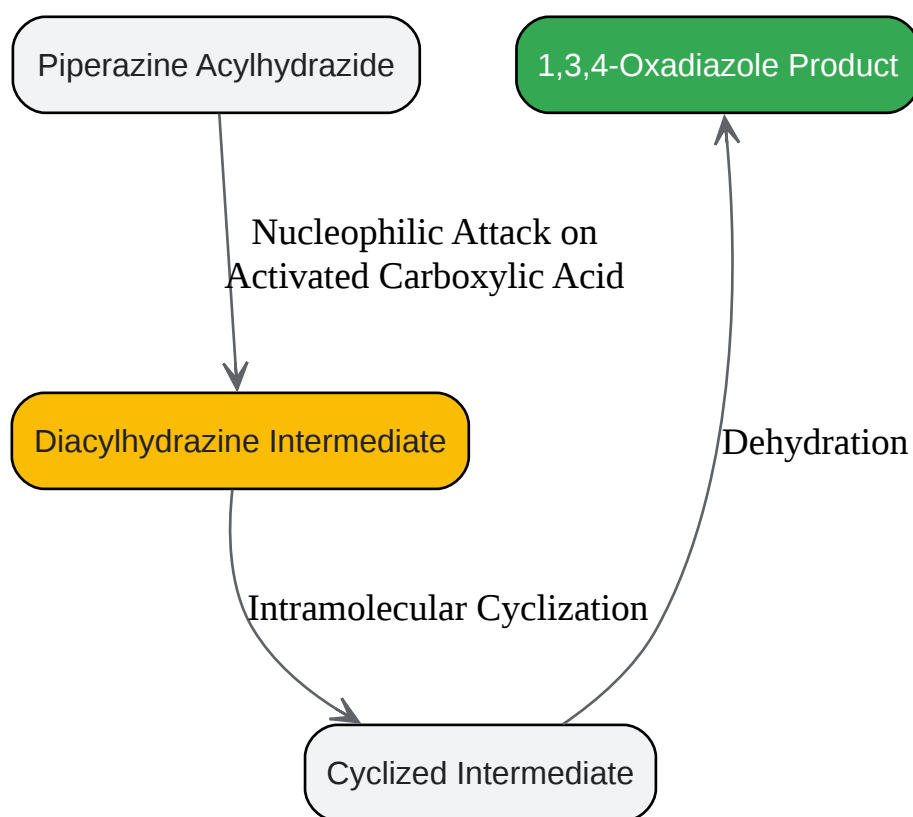 Piperazine Acylhydrazide
1,3,4-Oxadiazole Product
Nucleophilic Attack on
Activated Carboxylic Acid
Diacylhydrazine Intermediate
Dehydration
Intramolecular Cyclization
Cyclized Intermediate